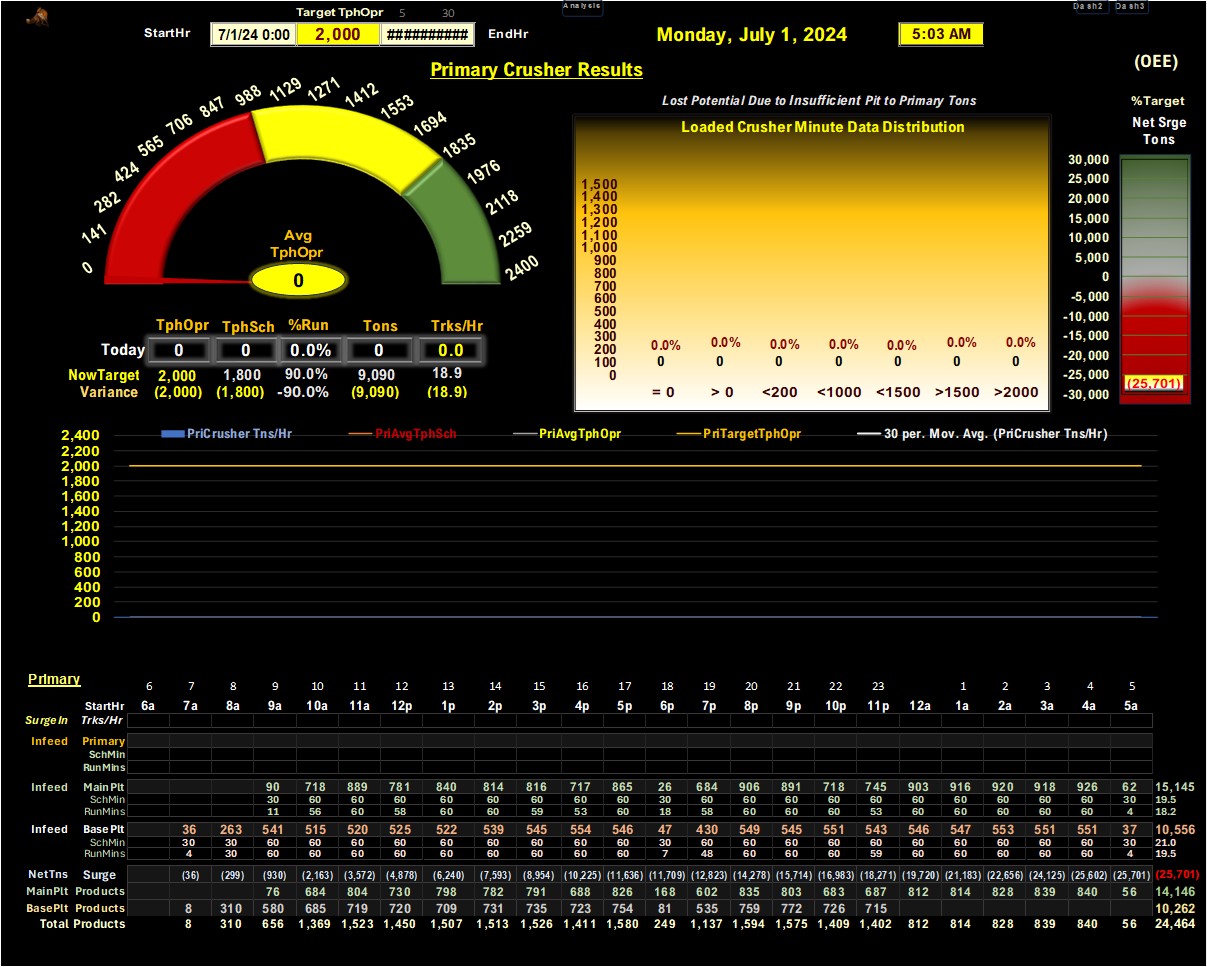 Analysis Dash2 Dash3
Target TphOpr 5 30
StartHr 7/1/24 0:00 2,000 ########## EndHr Monday, July 1, 2024 5:03 AM
Primary Crusher Results
(OEE)
%Target
Net Srge
Tons
Lost Potential Due to Insufficient Pit to Primary Tons
Loaded Crusher Minute Data Distribution
0 141 282 424 565 706 847 988 1129 1271 1412 1553 1694 1835 1976 2118 2259 2400
Avg
TphOpr
0
1,500
1,400
1,300
1,200
1,100
1,000
900
800
700
600
500
400
300
200
100
0
0.0% 0.0% 0.0% 0.0% 0.0% 0.0% 0.0%
0 0 0 0 0 0 0
= 0 > 0 <200 <1000 <1500 >1500 >2000
30,000
25,000
20,000
15,000
10,000
5,000
0
-5,000
-10,000
-15,000
-20,000
-25,000
-30,000
(25,701)
TphOpr TphSch %Run Tons Trks/Hr
Today 0 0 0.0% 0 0.0
NowTarget 2,000 1,800 90.0% 9,090 18.9
Variance (2,000) (1,800) -90.0% (9,090) (18.9)
PriCrusher Tns/Hr PriAvgTphSch PriAvgTphOpr PriTargetTphOpr 30 per. Mov. Avg. (PriCrusher Tns/Hr)
2,400
2,200
2,000
1,800
1,600
1,400
1,200
1,000
800
600
400
200
0
Primary
6 7 8 9 10 11 12 13 14 15 16 17 18 19 20 21 22 23 1 2 3 4 5
StartHr 6a 7a 8a 9a 10a 11a 12p 1p 2p 3p 4p 5p 6p 7p 8p 9p 10p 11p 12a 1a 2a 3a 4a 5a
SurgeIn Trks/Hr
Infeed Primary
SchMin
RunMins
Infeed MainPlt 90 718 889 781 840 814 816 717 865 26 684 906 891 718 745 903 916 920 918 926 62 15,145
SchMin 30 60 60 60 60 60 60 60 60 30 60 60 60 60 60 60 60 60 60 60 30 19.5
RunMins 11 56 60 58 60 60 59 53 60 18 58 60 60 60 53 60 60 60 60 60 4 18.2
Infeed BasePlt 36 263 541 515 520 525 522 539 545 554 546 47 430 549 545 551 543 546 547 553 551 551 37 10,556
SchMin 30 30 60 60 60 60 60 60 60 60 60 30 60 60 60 60 60 60 60 60 60 60 30 21.0
RunMins 4 30 60 60 60 60 60 60 60 60 60 7 48 60 60 60 59 60 60 60 60 60 4 19.5
NetTns Surge (36) (299) (930) (2,163) (3,572) (4,878) (6,240) (7,593) (8,954) (10,225) (11,636) (11,709) (12,823) (14,278) (15,714) (16,983) (18,271) (19,720) (21,183) (22,656) (24,125) (25,602) (25,701) (25,701)
MainPlt Products 76 684 804 730 798 782 791 688 826 168 602 835 803 683 687 812 814 828 839 840 56 14,146
BasePlt Products 8 310 580 685 719 720 709 731 735 723 754 81 535 759 772 726 715 10,262
Total Products 8 310 656 1,369 1,523 1,450 1,507 1,513 1,526 1,411 1,580 249 1,137 1,594 1,575 1,409 1,402 812 814 828 839 840 56 24,464